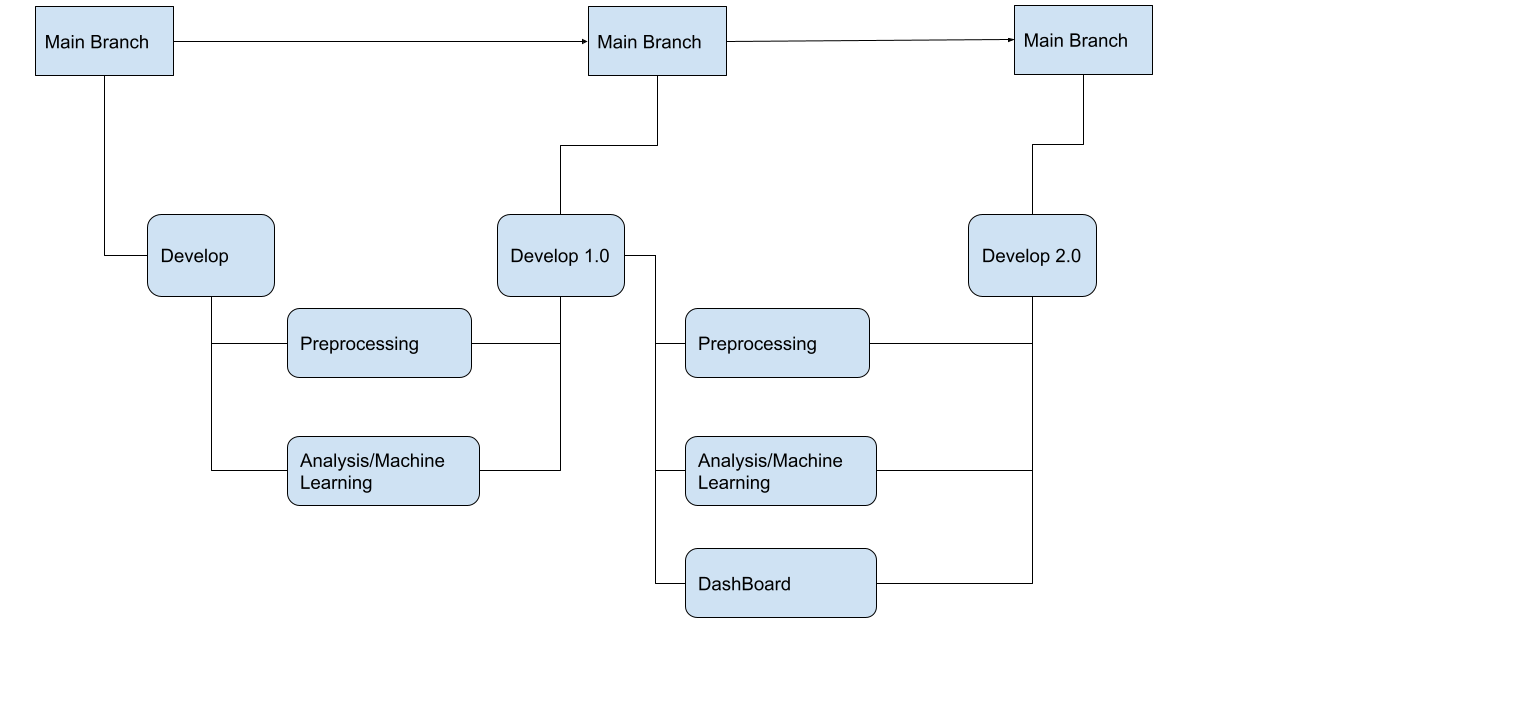 Main Branch
Main Branch
Main Branch
Develop
Develop 1.0
Develop 2.0
Preprocessing
Preprocessing
Analysis/Machine
Learning
Analysis/Machine
Learning
DashBoard